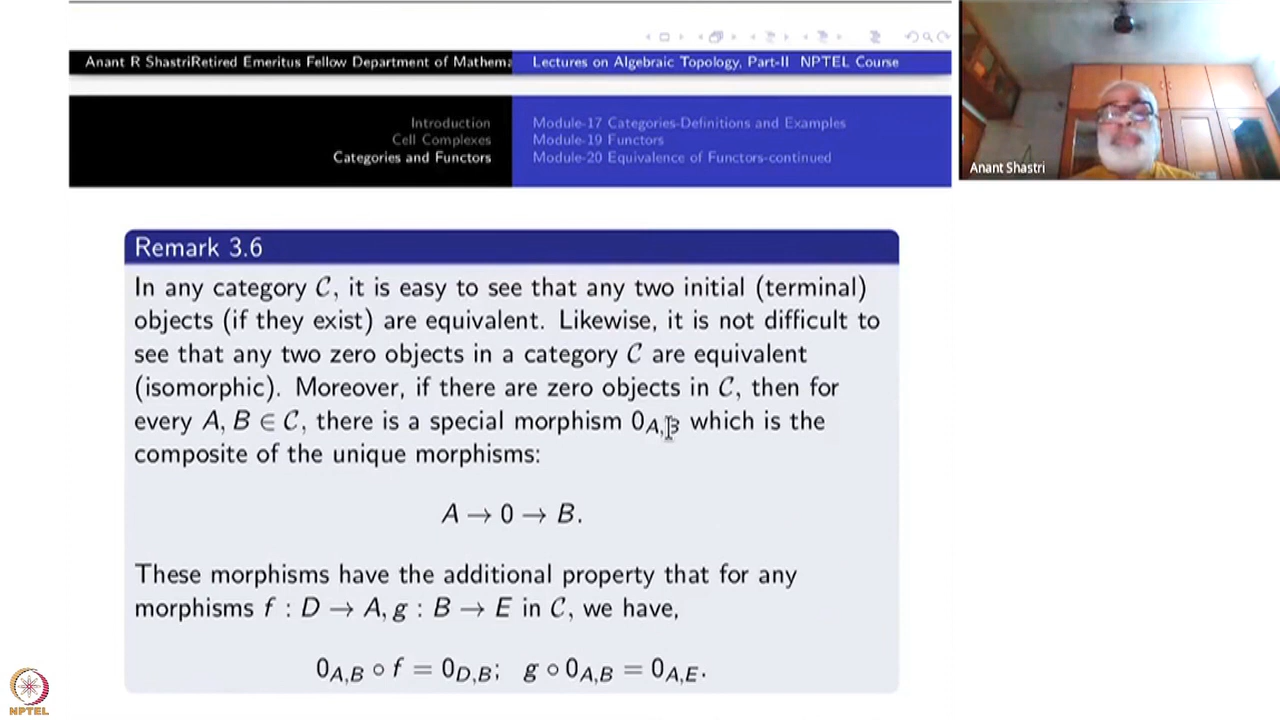 Anant R ShastriRetired Emeritus Fellow Department of Mathema
Lectures on Algebraic Topology, Part-II NPTEL Course
Introduction
Cell Complexes
Categories and Functors
Module-17 Categories-Definitions and Examples
Module-19 Functors
Module-20 Equivalence of Functors-continued
Anant Shastri
Remark 3.6
In any category 𝒞, it is easy to see that any two initial (terminal)
objects (if they exist) are equivalent. Likewise, it is not difficult to
see that any two zero objects in a category 𝒞 are equivalent
(isomorphic). Moreover, if there are zero objects in 𝒞, then for
every A, B ∈ 𝒞, there is a special morphism 0_{A,B} which is the
composite of the unique morphisms:
A → 0 → B.
These morphisms have the additional property that for any
morphisms f : D → A, g : B → E in 𝒞, we have,
0_{A,B} ∘ f = 0_{D,B}; g ∘ 0_{A,B} = 0_{A,E}.
NPTEL